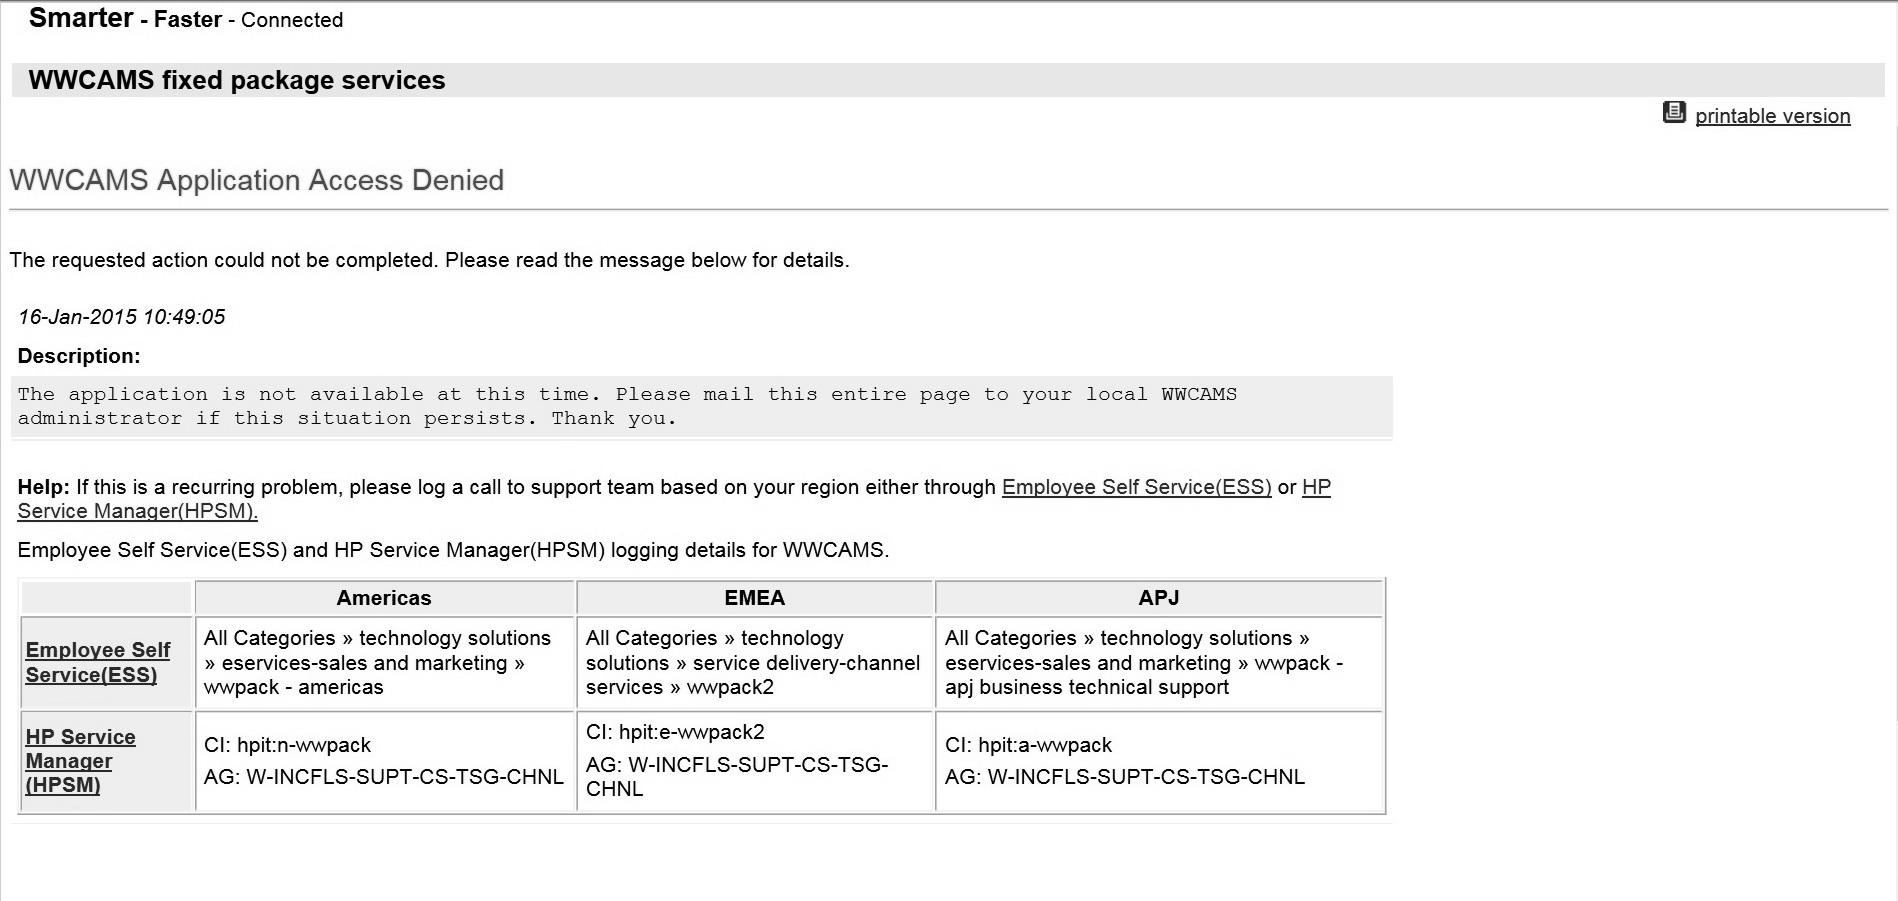 Smarter - Faster - Connected
WWCAMS fixed package services
printable version
WWCAMS Application Access Denied
The requested action could not be completed. Please read the message below for details.
16-Jan-2015 10:49:05
Description:
The application is not available at this time. Please mail this entire page to your local WWCAMS
administrator if this situation persists. Thank you.
Help: If this is a recurring problem, please log a call to support team based on your region either through Employee Self Service(ESS) or HP
Service Manager(HPSM).
Employee Self Service(ESS) and HP Service Manager(HPSM) logging details for WWCAMS.
Americas
EMEA
APJ
Employee Self
Service(ESS)
All Categories » technology solutions
» eservices-sales and marketing »
wwpack - americas
All Categories » technology
solutions » service delivery-channel
services » wwpack2
All Categories » technology solutions »
eservices-sales and marketing » wwpack -
apj business technical support
HP Service
Manager
(HPSM)
CI: hpit:n-wwpack
AG: W-INCFLS-SUPT-CS-TSG-CHNL
CI: hpit:e-wwpack2
AG: W-INCFLS-SUPT-CS-TSG-
CHNL
CI: hpit:a-wwpack
AG: W-INCFLS-SUPT-CS-TSG-CHNL